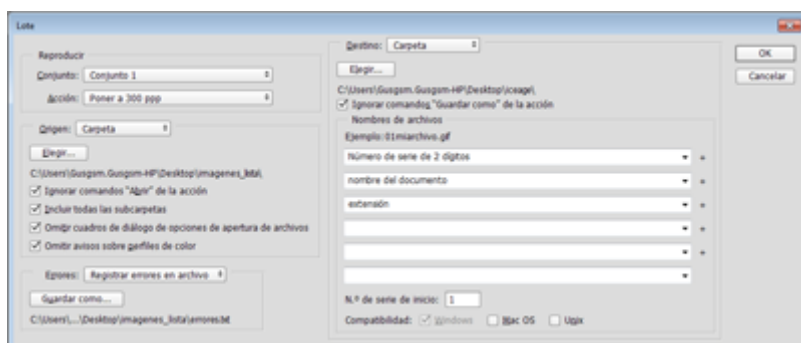 Lote
Reproducir
Conjunto: Conjunto 1
Acción: Poner a 300 ppp
Origen: Carpeta
Elegir...
C:\Users\Gusgsm.Gusgsm-HP\Desktop\imagenes_lista\
Ignorar comandos "Abrir" de la acción
Incluir todas las subcarpetas
Omitir cuadros de diálogo de opciones de apertura de archivos
Omitir avisos sobre perfiles de color
Errores: Registrar errores en archivo
Guardar como...
C:\Users\...\Desktop\imagenes_lista\errores.txt
Destino: Carpeta
Elegir...
C:\Users\Gusgsm.Gusgsm-HP\Desktop\iceage\
Ignorar comandos "Guardar como" de la acción
Nombres de archivos
Ejemplo: 01miarchivo.gif
Número de serie de 2 dígitos
+
nombre del documento
+
extensión
+
+
+
N.º de serie de inicio: 1
Compatibilidad: Windows Mac OS Unix
OK
Cancelar